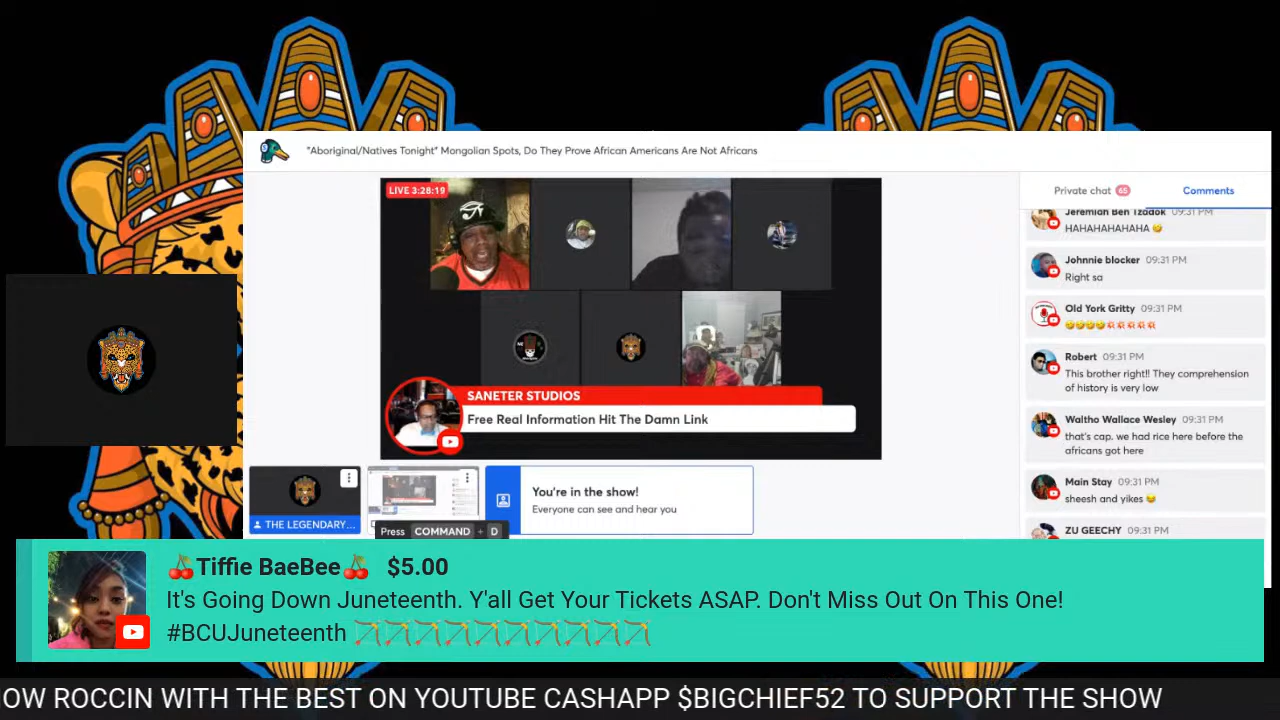 "Aboriginal/Natives Tonight" Mongolian Spots, Do They Prove African Americans Are Not Africans
LIVE 3:28:19
SANETER STUDIOS
Free Real Information Hit The Damn Link
THE LEGENDARY...
Press COMMAND + D
You're in the show!
Everyone can see and hear you
Private chat 65
Comments
Jeremiah Ben Tzadok 09:31 PM
HAHAHAHAHAHA 🤣
Johnnie blocker 09:31 PM
Right sa
Old York Gritty 09:31 PM
🤣🤣🤣🤣💥💥💥💥💥
Robert 09:31 PM
This brother right!! They comprehension
of history is very low
Waltho Wallace Wesley 09:31 PM
that's cap. we had rice here before the
africans got here
Main Stay 09:31 PM
sheesh and yikes 😂
ZU GEECHY 09:31 PM
🍒Tiffie BaeBee🍒 $5.00
It's Going Down Juneteenth. Y'all Get Your Tickets ASAP. Don't Miss Out On This One!
#BCUJuneteenth 🏹🏹🏹🏹🏹🏹🏹🏹🏹🏹
OW ROCCIN WITH THE BEST ON YOUTUBE CASHAPP $BIGCHIEF52 TO SUPPORT THE SHOW